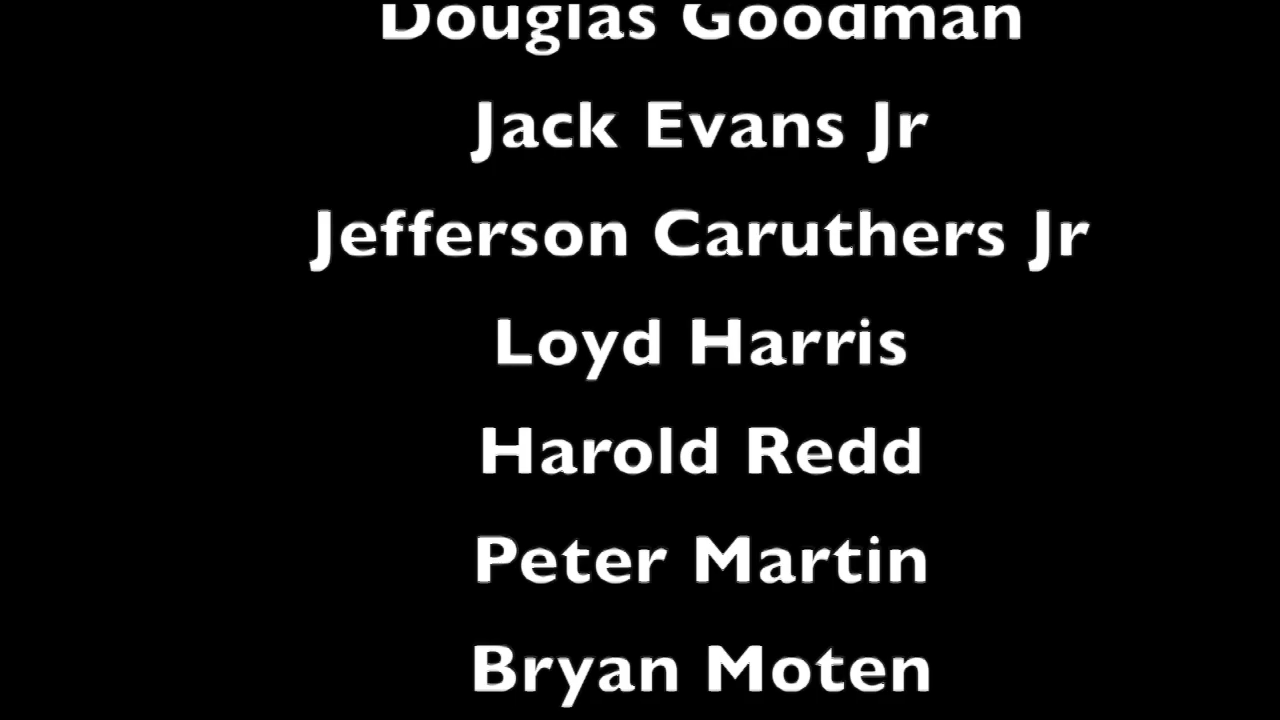 Douglas Goodman
Jack Evans Jr
Jefferson Caruthers Jr
Loyd Harris
Harold Redd
Peter Martin
Bryan Moten